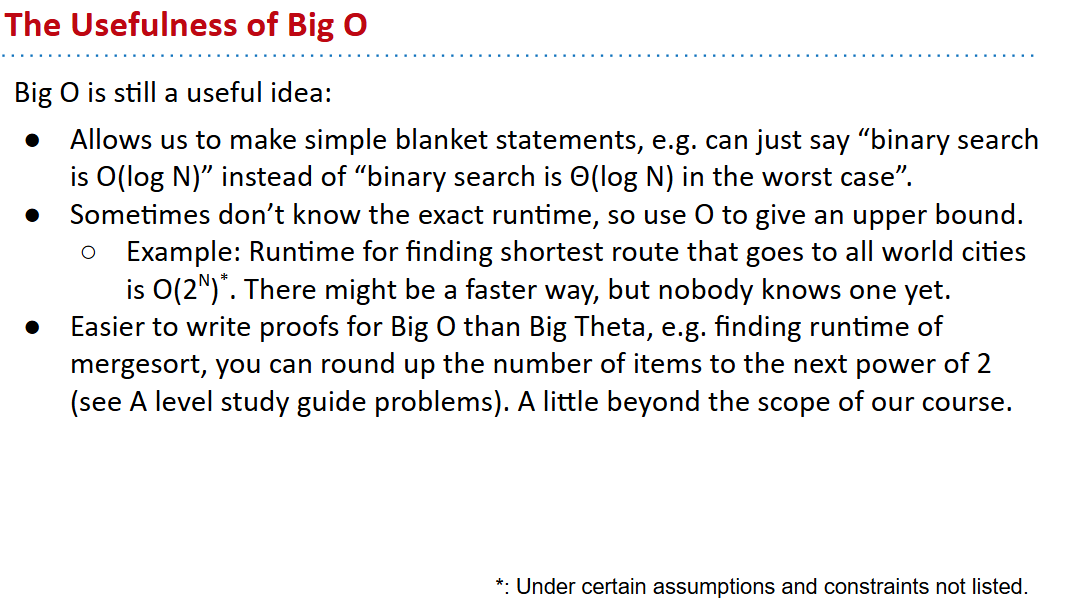 The Usefulness of Big O
Big O is still a useful idea:
● Allows us to make simple blanket statements, e.g. can just say “binary search
is O(log N)” instead of “binary search is Θ(log N) in the worst case”.
● Sometimes don’t know the exact runtime, so use O to give an upper bound.
○ Example: Runtime for finding shortest route that goes to all world cities
is O(2ᴺ)*. There might be a faster way, but nobody knows one yet.
● Easier to write proofs for Big O than Big Theta, e.g. finding runtime of
mergesort, you can round up the number of items to the next power of 2
(see A level study guide problems). A little beyond the scope of our course.
*: Under certain assumptions and constraints not listed.